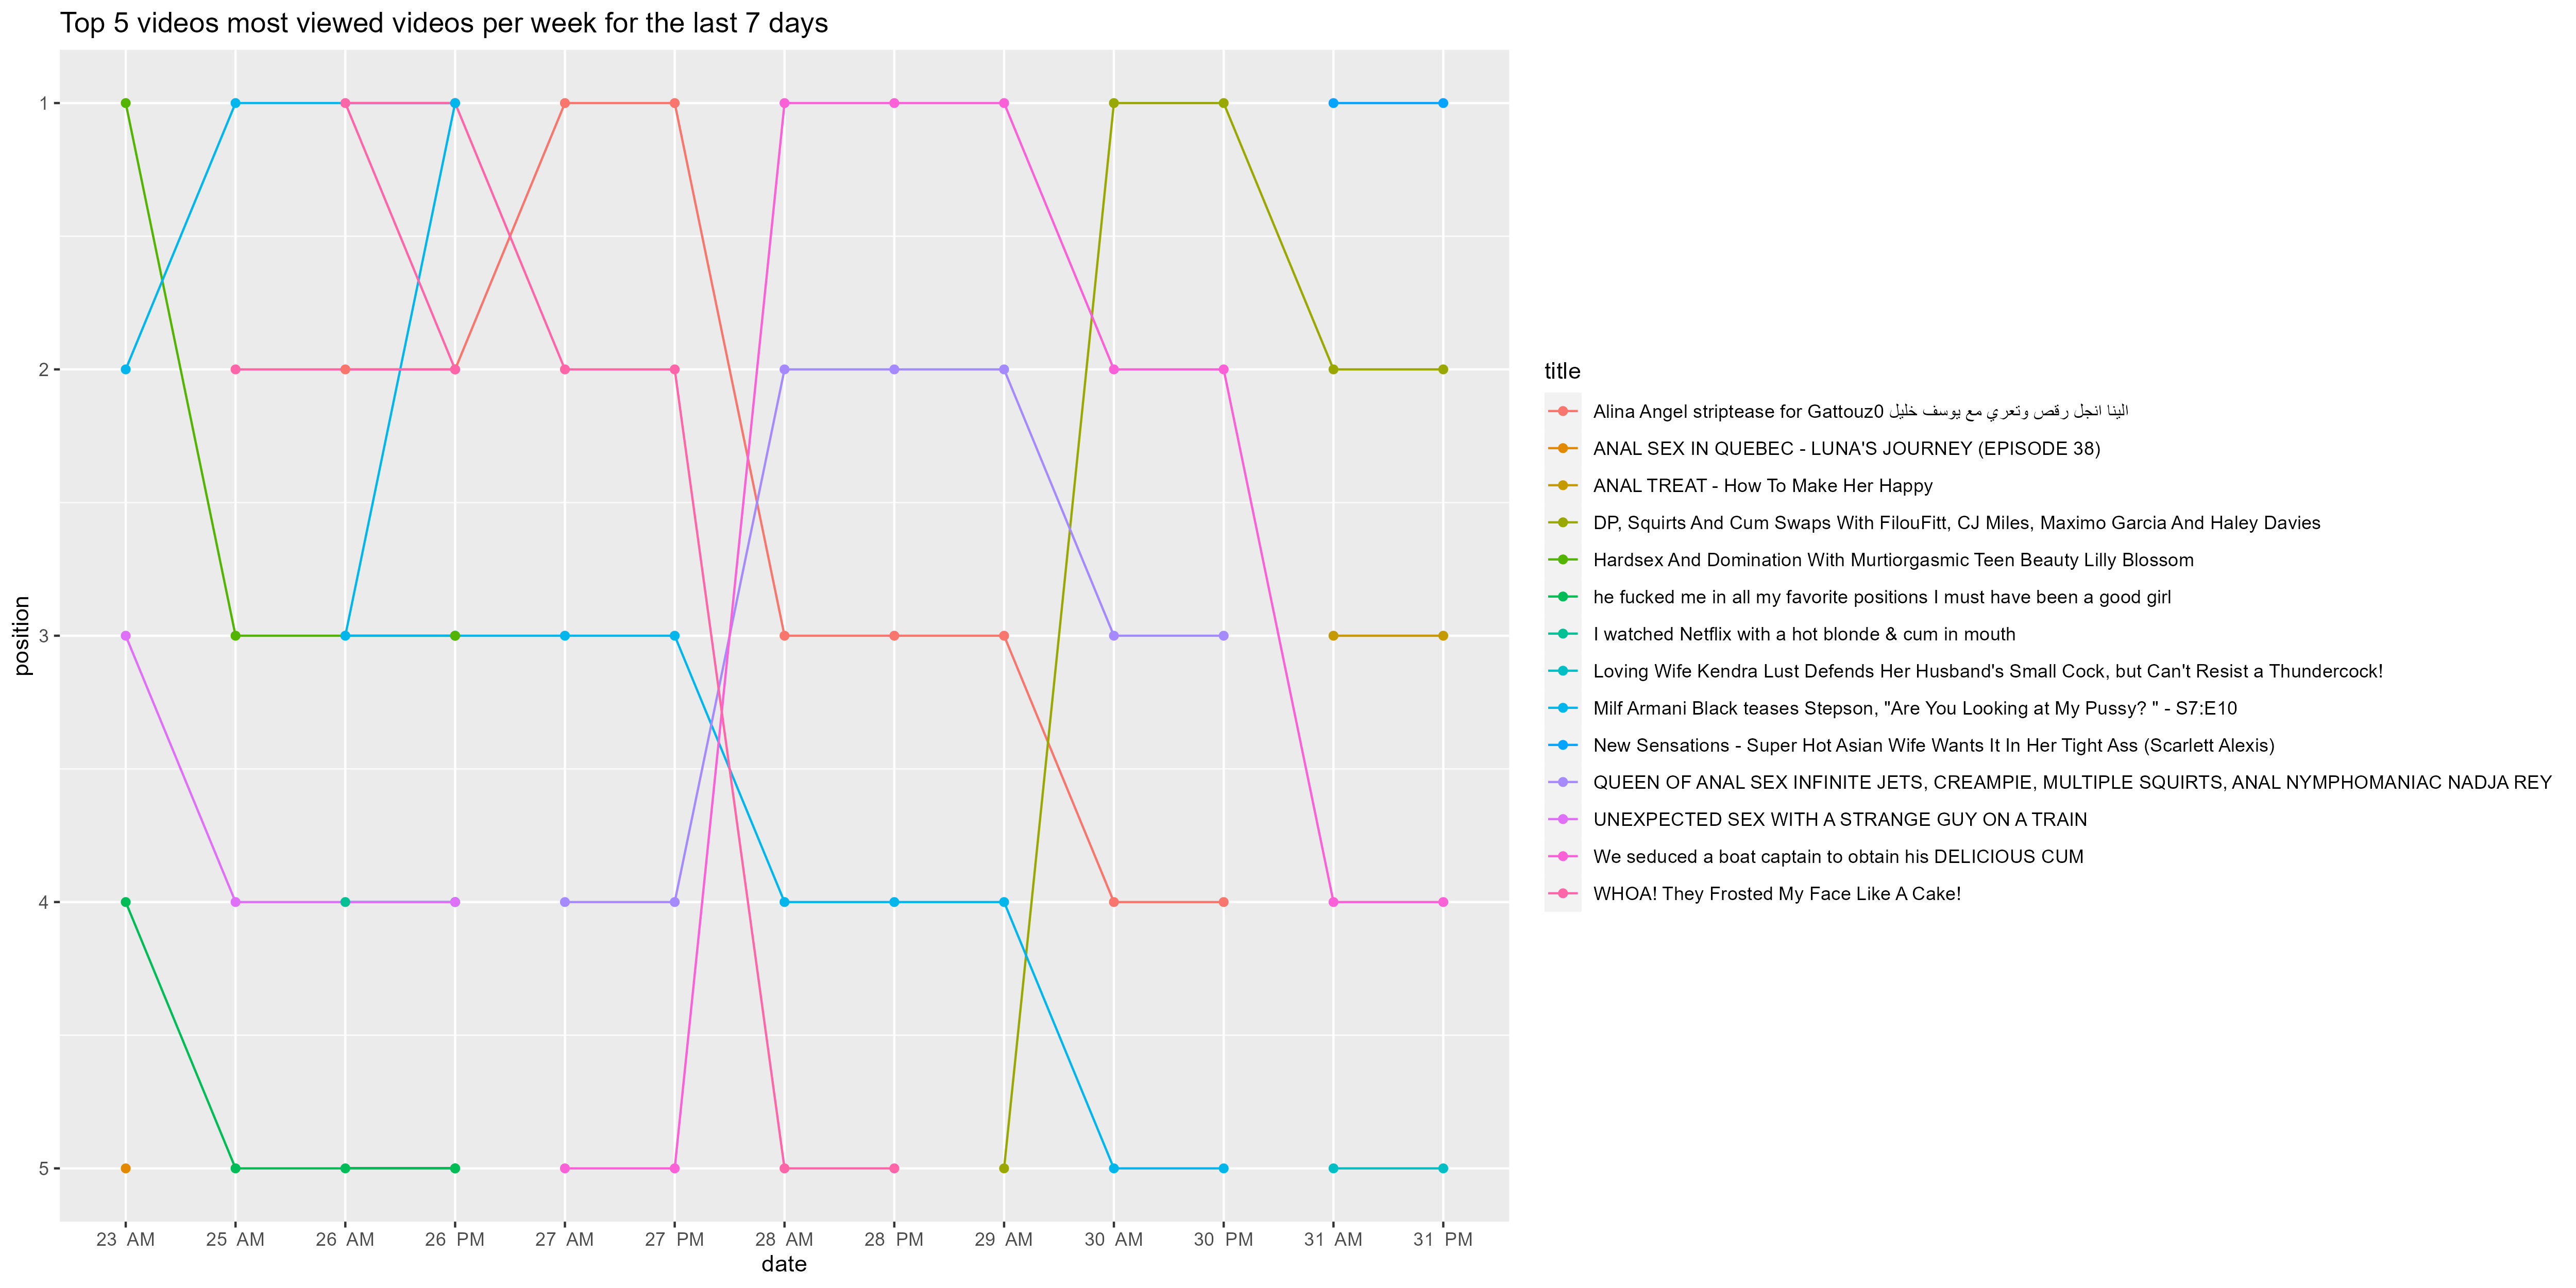 Top 5 videos most viewed videos per week for the last 7 days
position
1
2
3
4
5
23 AM
25 AM
26 AM
26 PM
27 AM
27 PM
28 AM
28 PM
29 AM
30 AM
30 PM
31 AM
31 PM
date
title
Alina Angel striptease for Gattouz0 الينا انجل رقص وتعري مع يوسف خليل
ANAL SEX IN QUEBEC - LUNA'S JOURNEY (EPISODE 38)
ANAL TREAT - How To Make Her Happy
DP, Squirts And Cum Swaps With FilouFitt, CJ Miles, Maximo Garcia And Haley Davies
Hardsex And Domination With Murtiorgasmic Teen Beauty Lilly Blossom
he fucked me in all my favorite positions I must have been a good girl
I watched Netflix with a hot blonde & cum in mouth
Loving Wife Kendra Lust Defends Her Husband's Small Cock, but Can't Resist a Thundercock!
Milf Armani Black teases Stepson, "Are You Looking at My Pussy? " - S7:E10
New Sensations - Super Hot Asian Wife Wants It In Her Tight Ass (Scarlett Alexis)
QUEEN OF ANAL SEX INFINITE JETS, CREAMPIE, MULTIPLE SQUIRTS, ANAL NYMPHOMANIAC NADJA REY
UNEXPECTED SEX WITH A STRANGE GUY ON A TRAIN
We seduced a boat captain to obtain his DELICIOUS CUM
WHOA! They Frosted My Face Like A Cake!